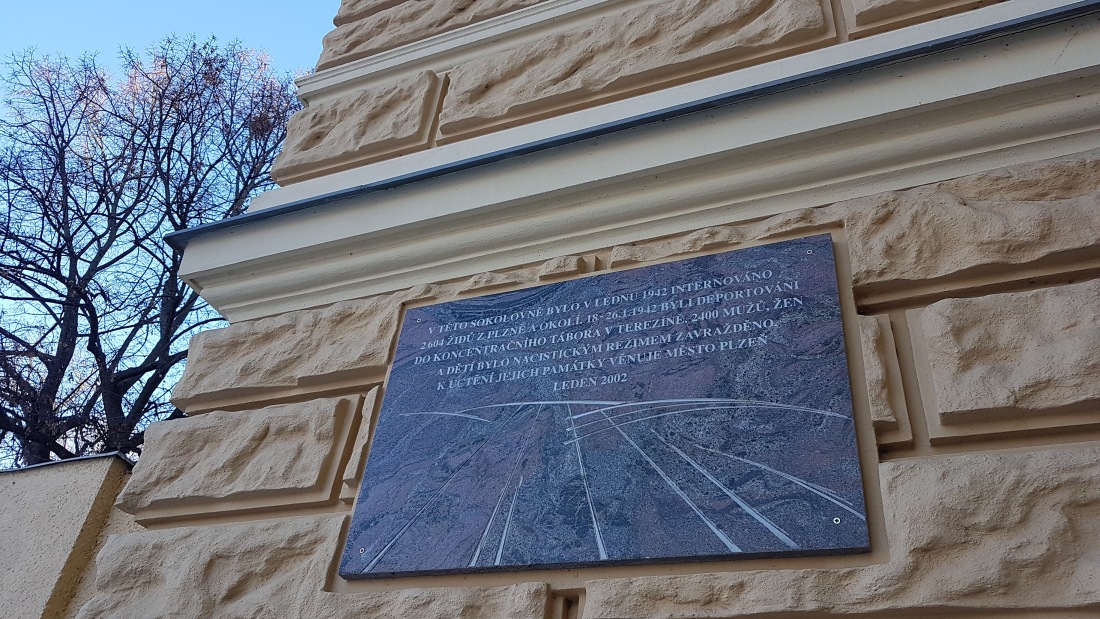 V TÉTO SOKOLOVNĚ BYLO V LEDNU 1942 INTERNOVÁNO
2604 ŽIDŮ Z PLZNĚ A OKOLÍ. 18-26.1.1942 BYLI DEPORTOVÁNI
DO KONCENTRAČNÍHO TÁBORA V TEREZÍNĚ. 2400 MUŽŮ, ŽEN
A DĚTÍ BYLO NACISTICKÝM REŽIMEM ZAVRAŽDĚNO.
K UCTĚNÍ JEJICH PAMÁTKY VĚNUJE MĚSTO PLZEŇ
LEDEN 2002